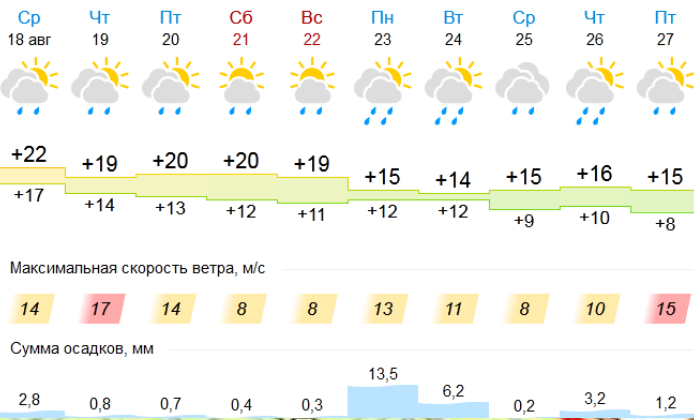 Ср Чт Пт Сб Вс Пн Вт Ср Чт Пт
18 авг 19 20 21 22 23 24 25 26 27
+22 +19 +20 +20 +19 +15 +14 +15 +16 +15
+17 +14 +13 +12 +11 +12 +12 +9 +10 +8
Максимальная скорость ветра, м/с
14 17 14 8 8 13 11 8 10 15
Сумма осадков, мм
2,8 0,8 0,7 0,4 0,3 13,5 6,2 0,2 3,2 1,2